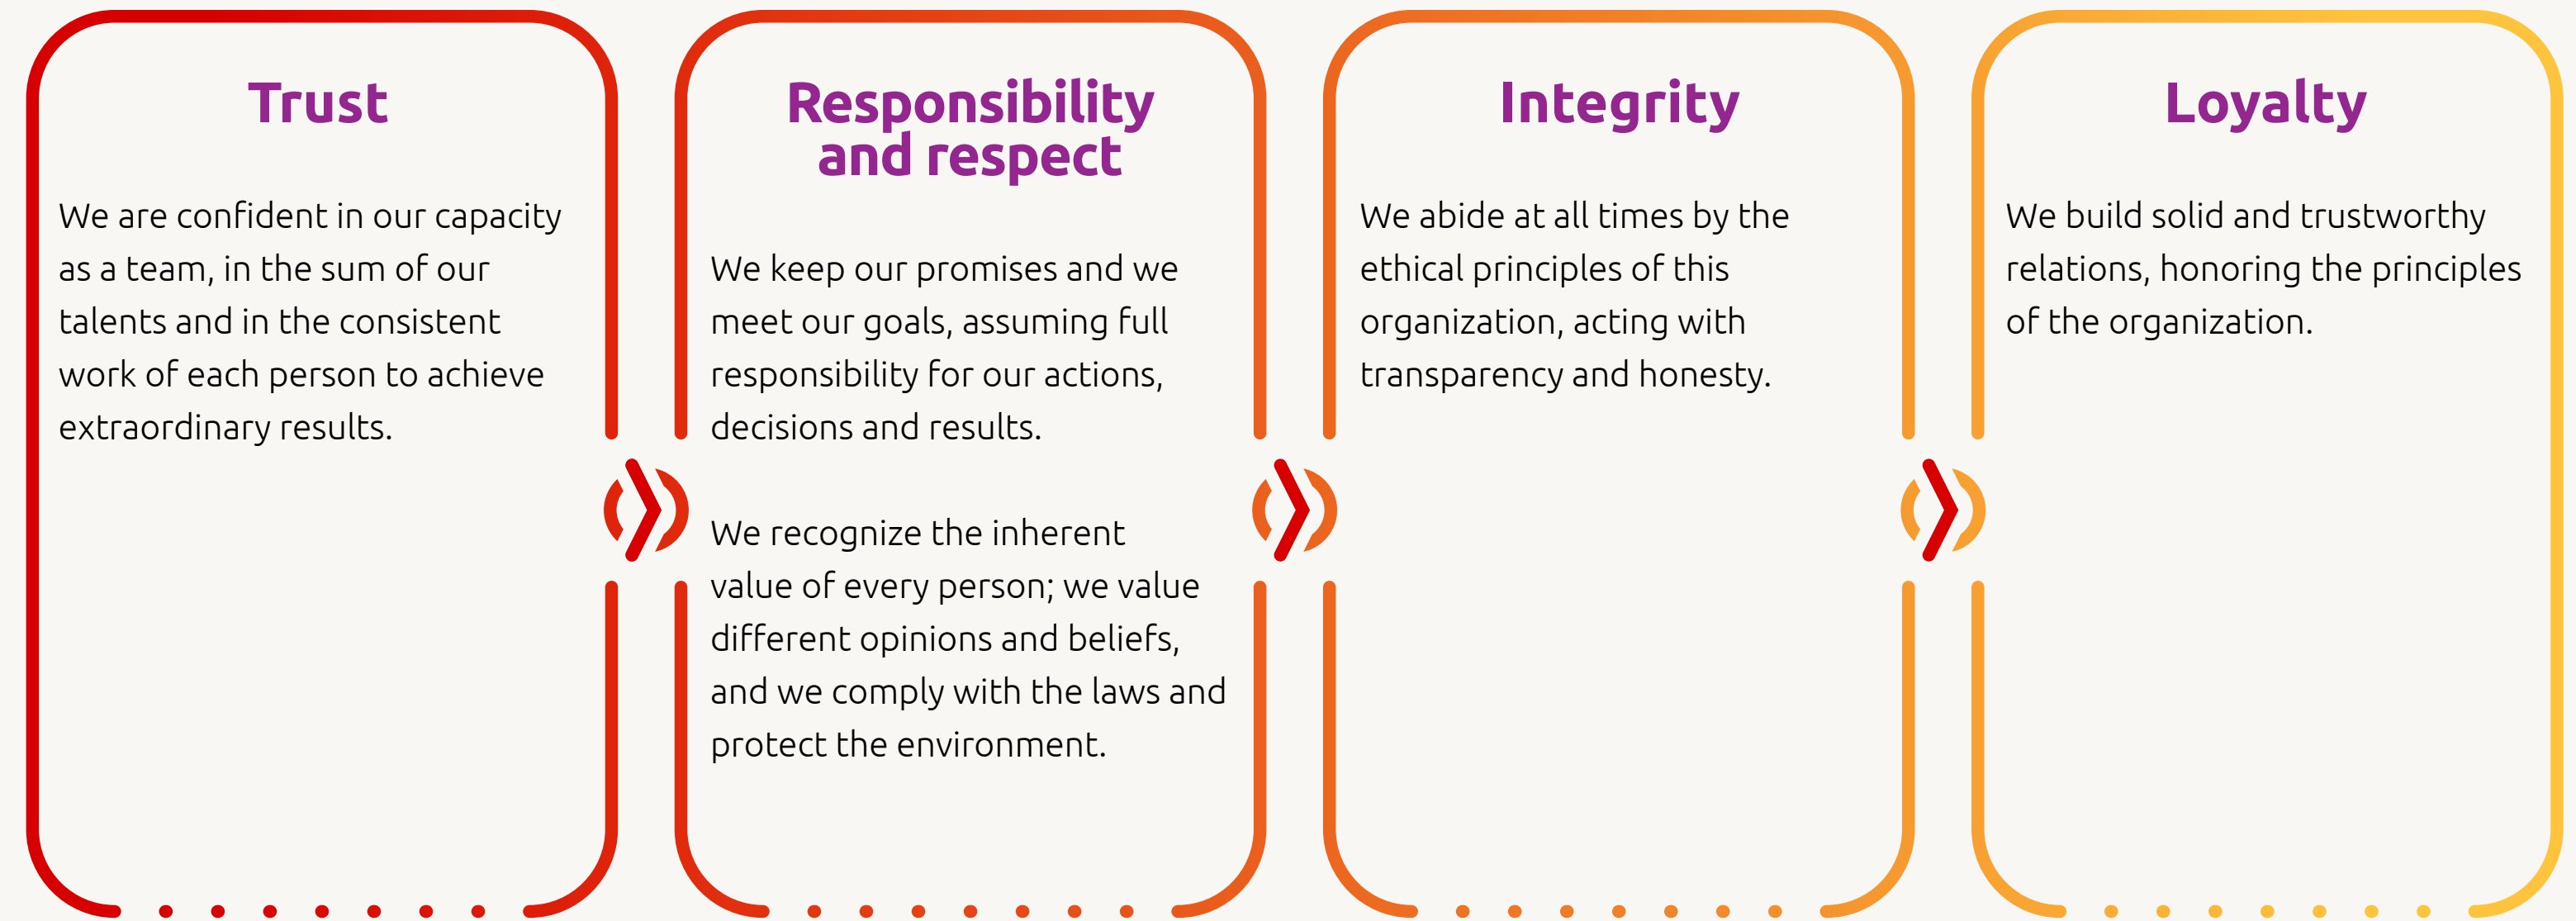 Trust
We are confident in our capacity
as a team, in the sum of our
talents and in the consistent
work of each person to achieve
extraordinary results.
Responsibility
and respect
We keep our promises and we
meet our goals, assuming full
responsibility for our actions,
decisions and results.
We recognize the inherent
value of every person; we value
different opinions and beliefs,
and we comply with the laws and
protect the environment.
Integrity
We abide at all times by the
ethical principles of this
organization, acting with
transparency and honesty.
Loyalty
We build solid and trustworthy
relations, honoring the principles
of the organization.